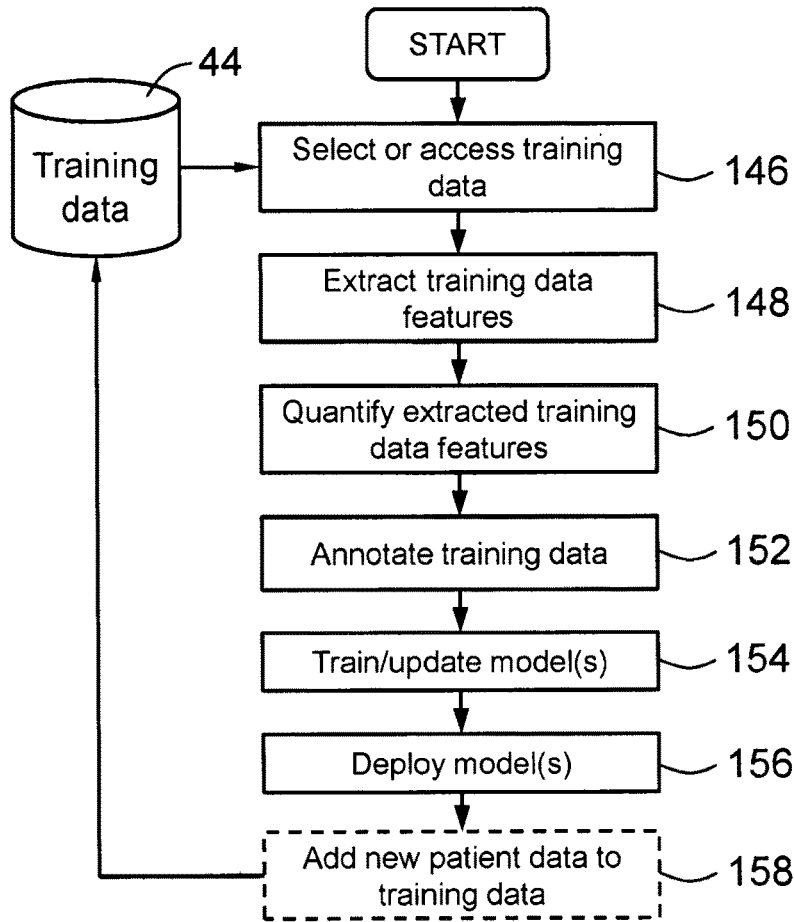 START
44
Training
data
Select or access training
data
146
Extract training data
features
148
Quantify extracted training
data features
150
Annotate training data
152
Train/update model(s)
154
Deploy model(s)
156
Add new patient data to
training data
158